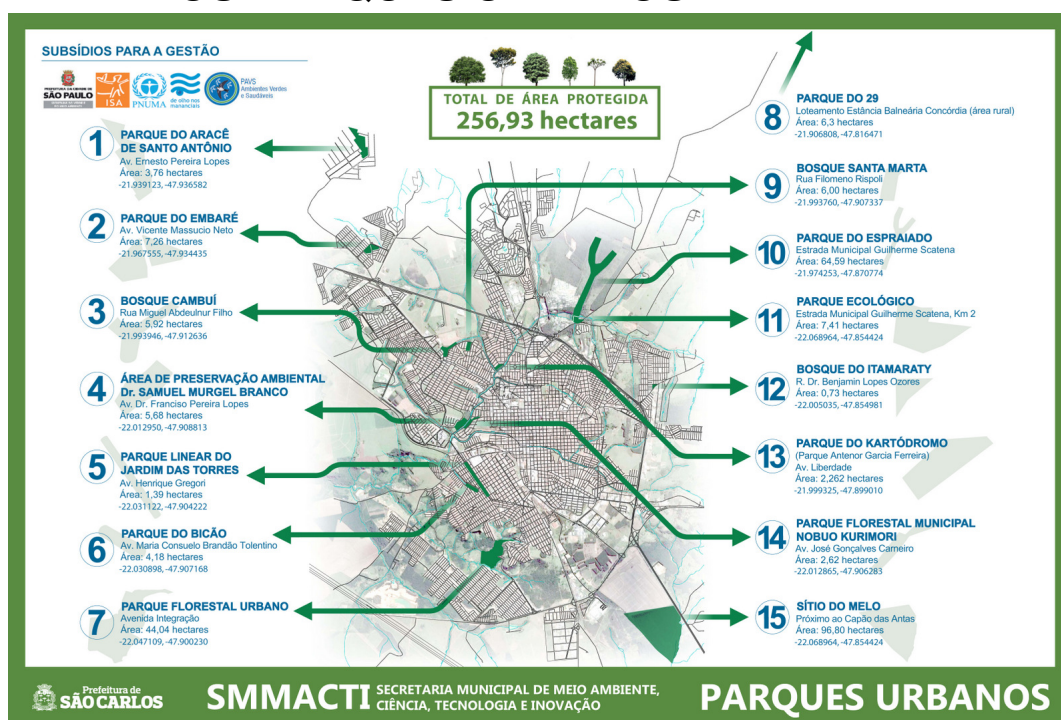 SUBSÍDIOS PARA A GESTÃO
PREFEITURA DA CIDADE DE
SÃO PAULO
ISA
PNUMA
de olho nos
mananciais
PAVS
Ambientes Verdes
e Saudáveis
TOTAL DE ÁREA PROTEGIDA
256,93 hectares
1
PARQUE DO ARACÊ
DE SANTO ANTÔNIO
Av. Ernesto Pereira Lopes
Área: 3,76 hectares
-21.939123, -47.936582
2
PARQUE DO EMBARÉ
Av. Vicente Massucio Neto
Área: 7,26 hectares
-21.967555, -47.934435
3
BOSQUE CAMBUÍ
Rua Miguel Abdeulnur Filho
Área: 5,92 hectares
-21.993946, -47.912636
4
ÁREA DE PRESERVAÇÃO AMBIENTAL
Dr. SAMUEL MURGEL BRANCO
Av. Dr. Franciso Pereira Lopes
Área: 5,68 hectares
-22.012950, -47.908813
5
PARQUE LINEAR DO
JARDIM DAS TORRES
Av. Henrique Gregori
Área: 1,39 hectares
-22.031122, -47.904222
6
PARQUE DO BICÃO
Av. Maria Consuelo Brandão Tolentino
Área: 4,18 hectares
-22.030898, -47.907168
7
PARQUE FLORESTAL URBANO
Avenida Integração
Área: 44,04 hectares
-22.047109, -47.900230
8
PARQUE DO 29
Loteamento Estância Balneária Concórdia (área rural)
Área: 6,3 hectares
-21.906808, -47.816471
9
BOSQUE SANTA MARTA
Rua Filomeno Rispoli
Área: 6,00 hectares
-21.993760, -47.907337
10
PARQUE DO ESPRAIADO
Estrada Municipal Guilherme Scatena
Área: 64,59 hectares
-21.974253, -47.870774
11
PARQUE ECOLÓGICO
Estrada Municipal Guilherme Scatena, Km 2
Área: 7,41 hectares
-22.068964, -47.854424
12
BOSQUE DO ITAMARATY
R. Dr. Benjamin Lopes Ozores
Área: 0,73 hectares
-22.005035, -47.854981
13
PARQUE DO KARTÓDROMO
(Parque Antenor Garcia Ferreira)
Av. Liberdade
Área: 2,262 hectares
-21.999325, -47.899010
14
PARQUE FLORESTAL MUNICIPAL
NOBUO KURIMORI
Av. José Gonçalves Carneiro
Área: 2,62 hectares
-22.012865, -47.906283
15
SÍTIO DO MELO
Próximo ao Capão das Antas
Área: 96,80 hectares
-22.068964, -47.854424
Prefeitura de
SÃO CARLOS
SMMACTI
SECRETARIA MUNICIPAL DE MEIO AMBIENTE,
CIÊNCIA, TECNOLOGIA E INOVAÇÃO
PARQUES URBANOS